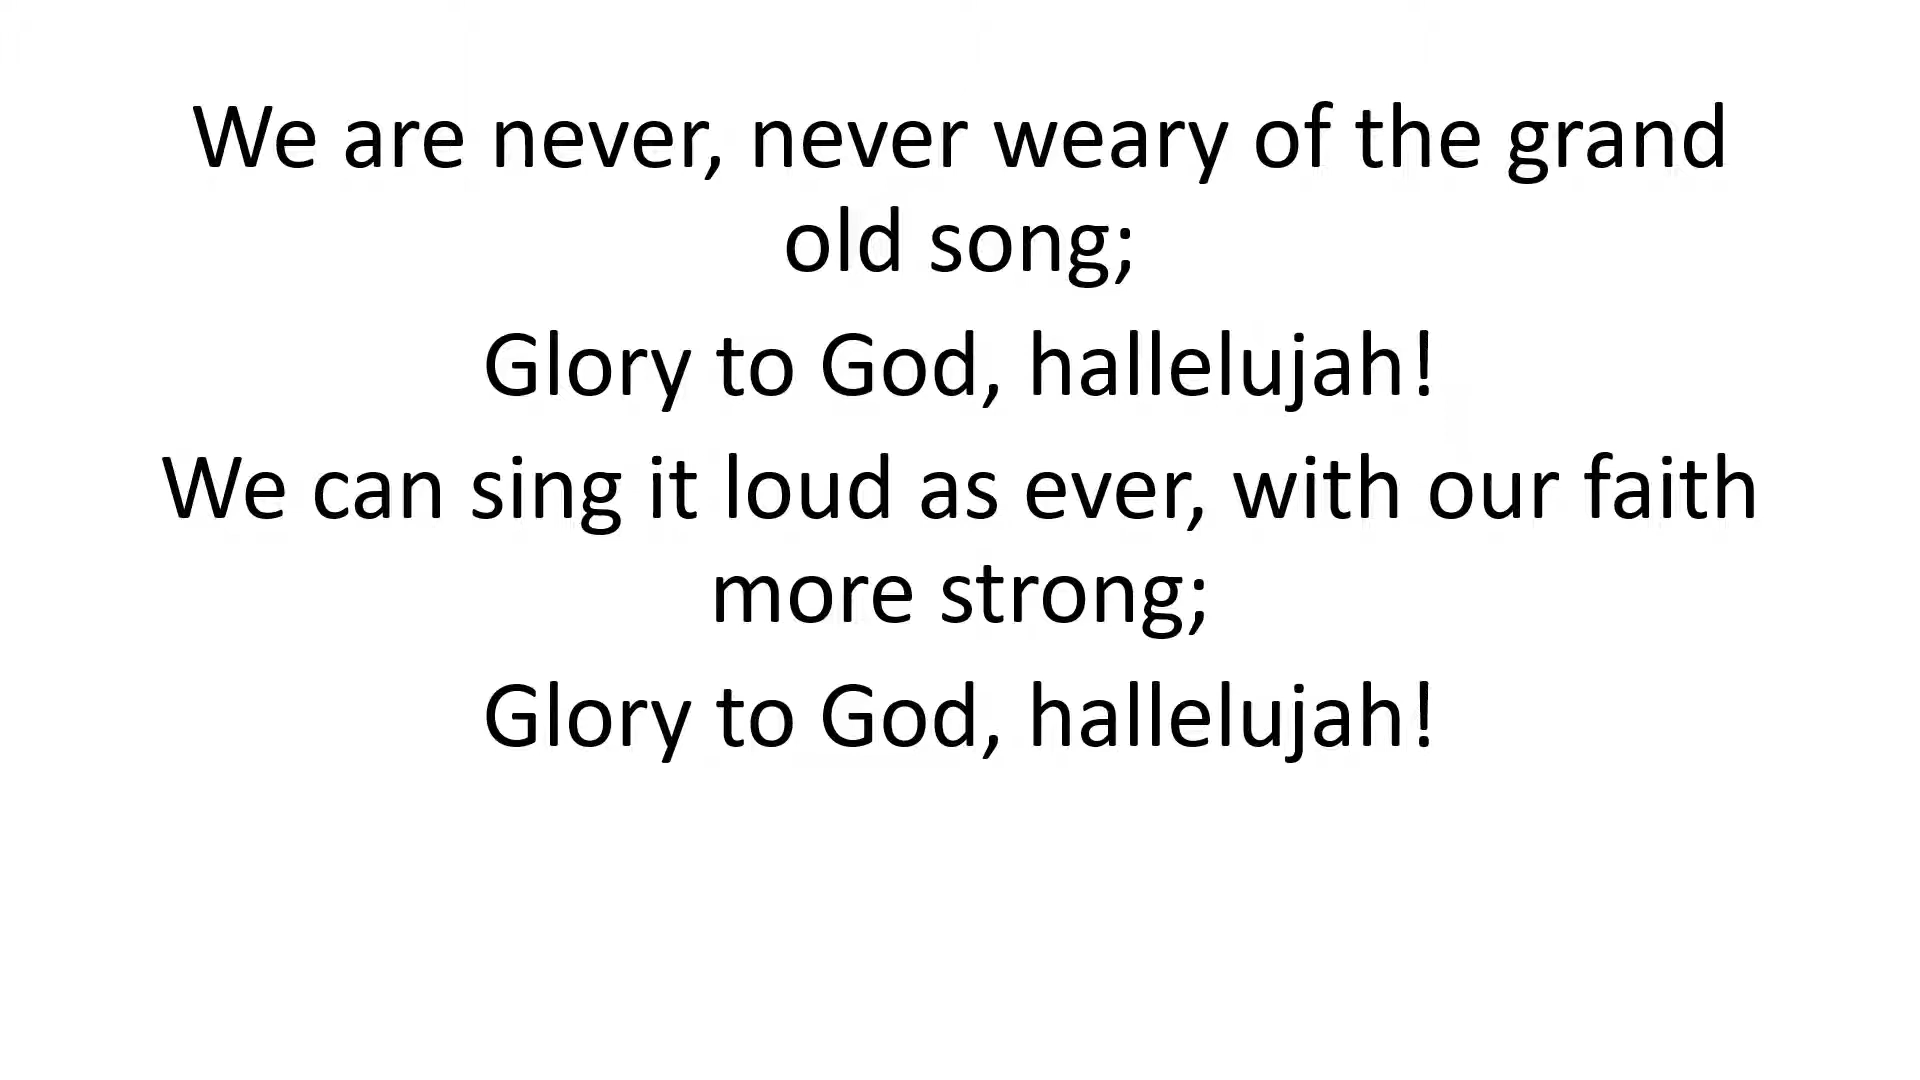 We are never, never weary of the grand
old song;
Glory to God, hallelujah!
We can sing it loud as ever, with our faith
more strong;
Glory to God, hallelujah!